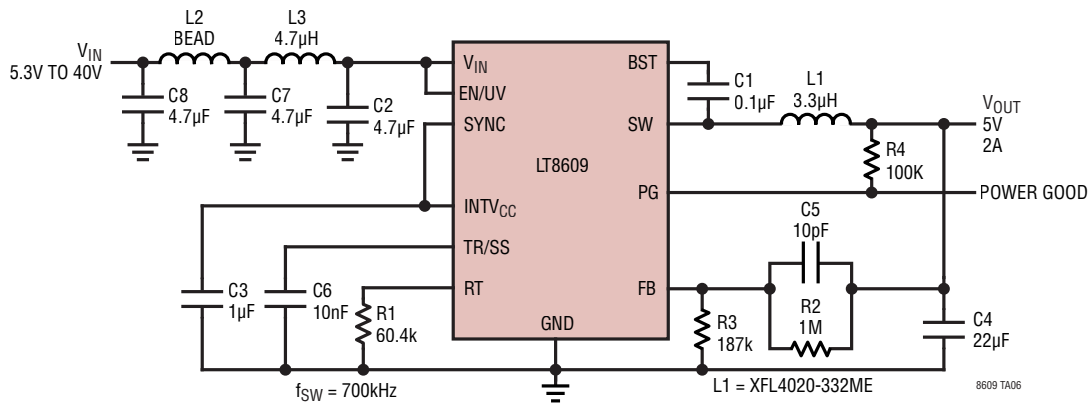 L2
BEAD
L3
4.7µH
VIN
5.3V TO 40V
C8
4.7µF
C7
4.7µF
C2
4.7µF
VIN
EN/UV
SYNC
INTVCC
TR/SS
RT
LT8609
GND
BST
SW
PG
FB
C1
0.1µF
L1
3.3µH
VOUT
5V
2A
R4
100K
POWER GOOD
C5
10pF
R2
1M
R3
187k
C4
22µF
C3
1µF
C6
10nF
R1
60.4k
fSW = 700kHz
L1 = XFL4020-332ME
8609 TA06